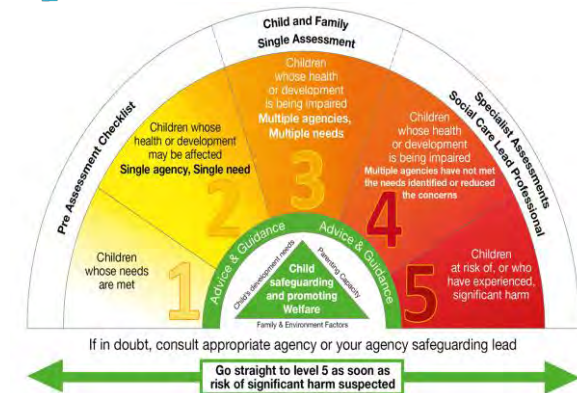 Pre Assessment Checklist
Child and Family
Single Assessment
Specialist Assessments
Social Care Lead Professional
Children
whose needs
are met
1
Children whose
health or development
may be affected
Single agency, Single need
2
Children
whose health
or development
is being impaired
Multiple agencies,
Multiple needs
3
Children
whose health
or development
is being impaired
Multiple agencies have not met
the needs identified or reduced
the concerns
4
Children
at risk of, or who
have experienced,
significant harm
5
Advice & Guidance
Advice & Guidance
Child's development needs
Parenting Capacity
Child
safeguarding
and promoting
Welfare
Family & Environment Factors
If in doubt, consult appropriate agency or your agency safeguarding lead
Go straight to level 5 as soon as
risk of significant harm suspected